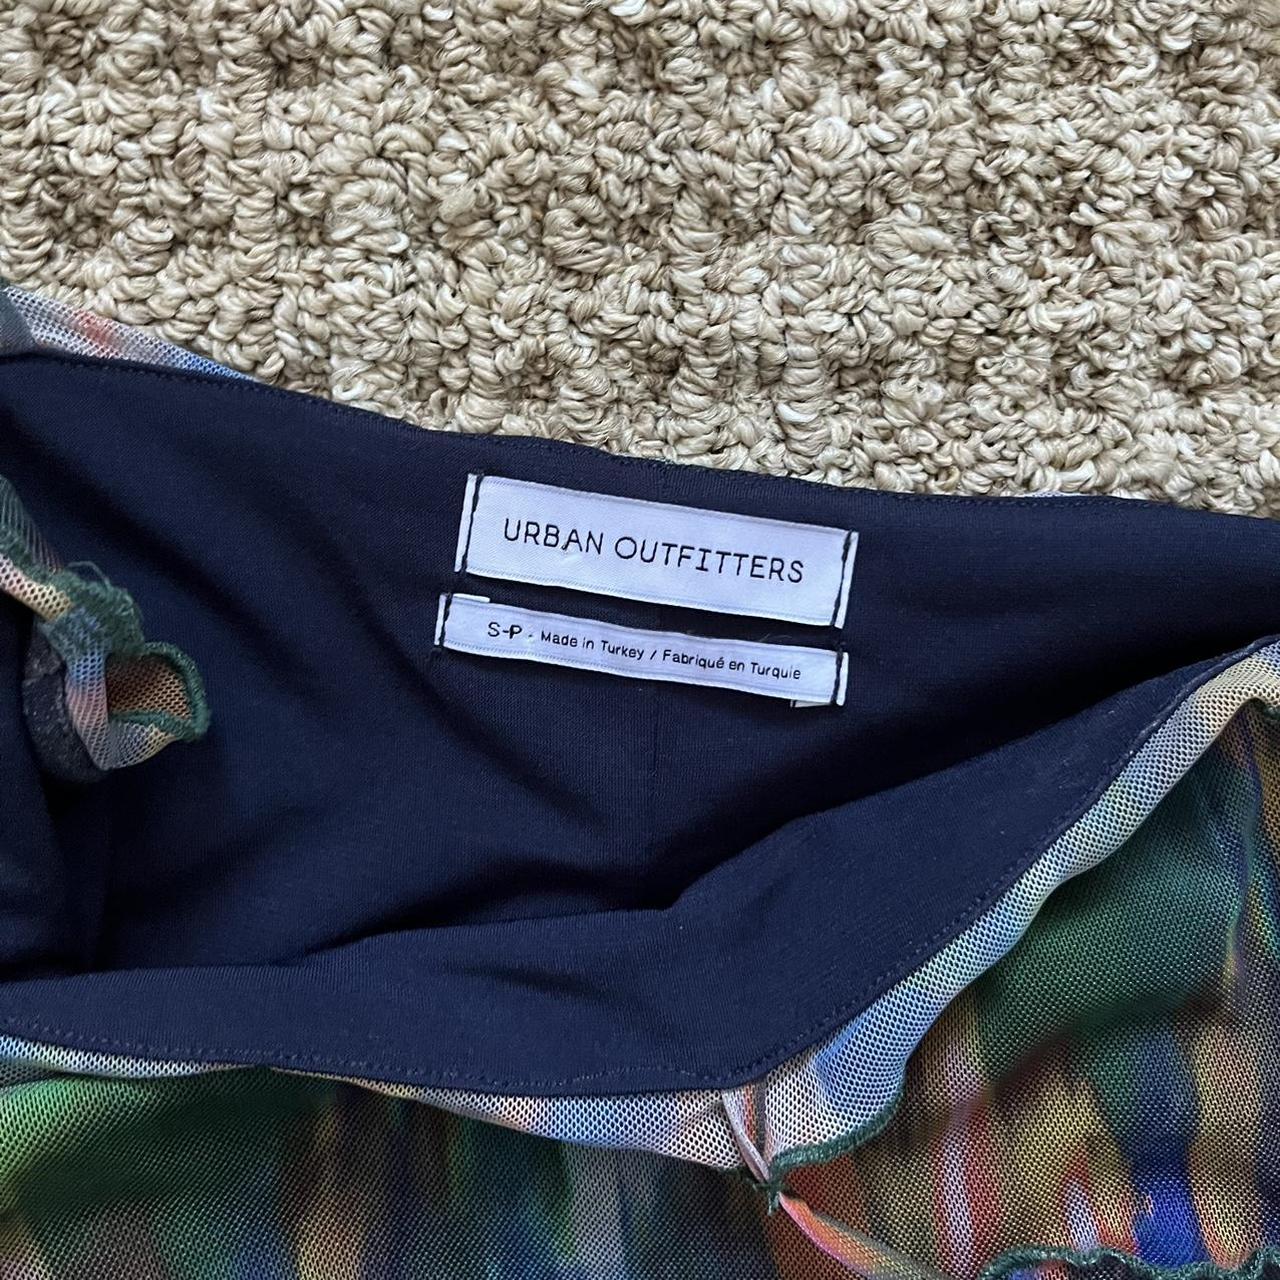 URBAN OUTFITTERS
S-P - Made in Turkey / Fabriqué en Turquie